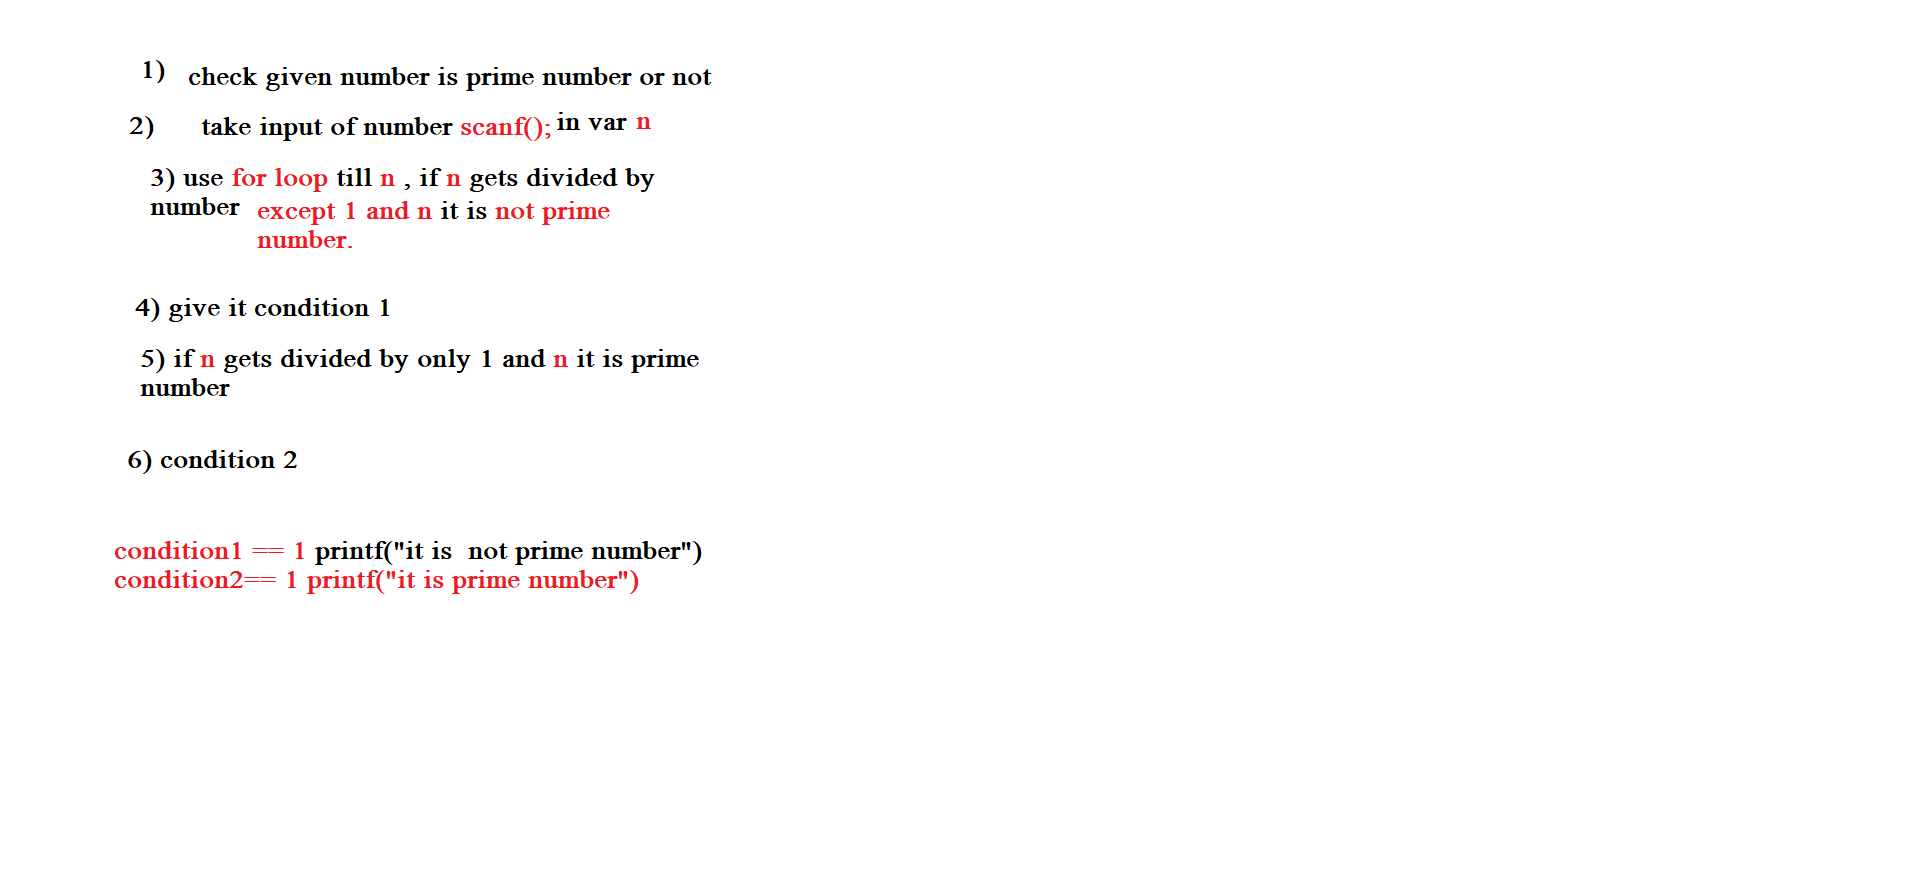 1) check given number is prime number or not
2) take input of number scanf(); in var n
3) use for loop till n , if n gets divided by
number except 1 and n it is not prime
number.
4) give it condition 1
5) if n gets divided by only 1 and n it is prime
number
6) condition 2
condition1 == 1 printf("it is  not prime number")
condition2== 1 printf("it is prime number")